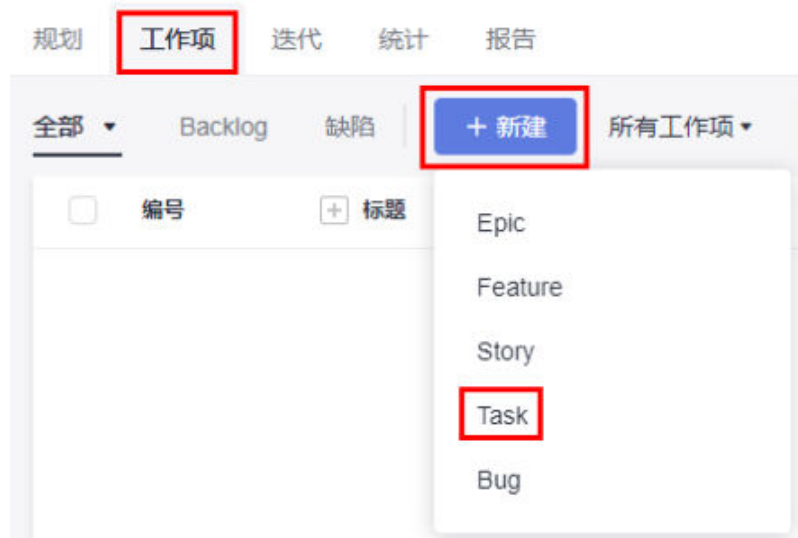 规划 工作项 迭代 统计 报告
全部 Backlog 缺陷 + 新建 所有工作项
编号 标题
Epic
Feature
Story
Task
Bug